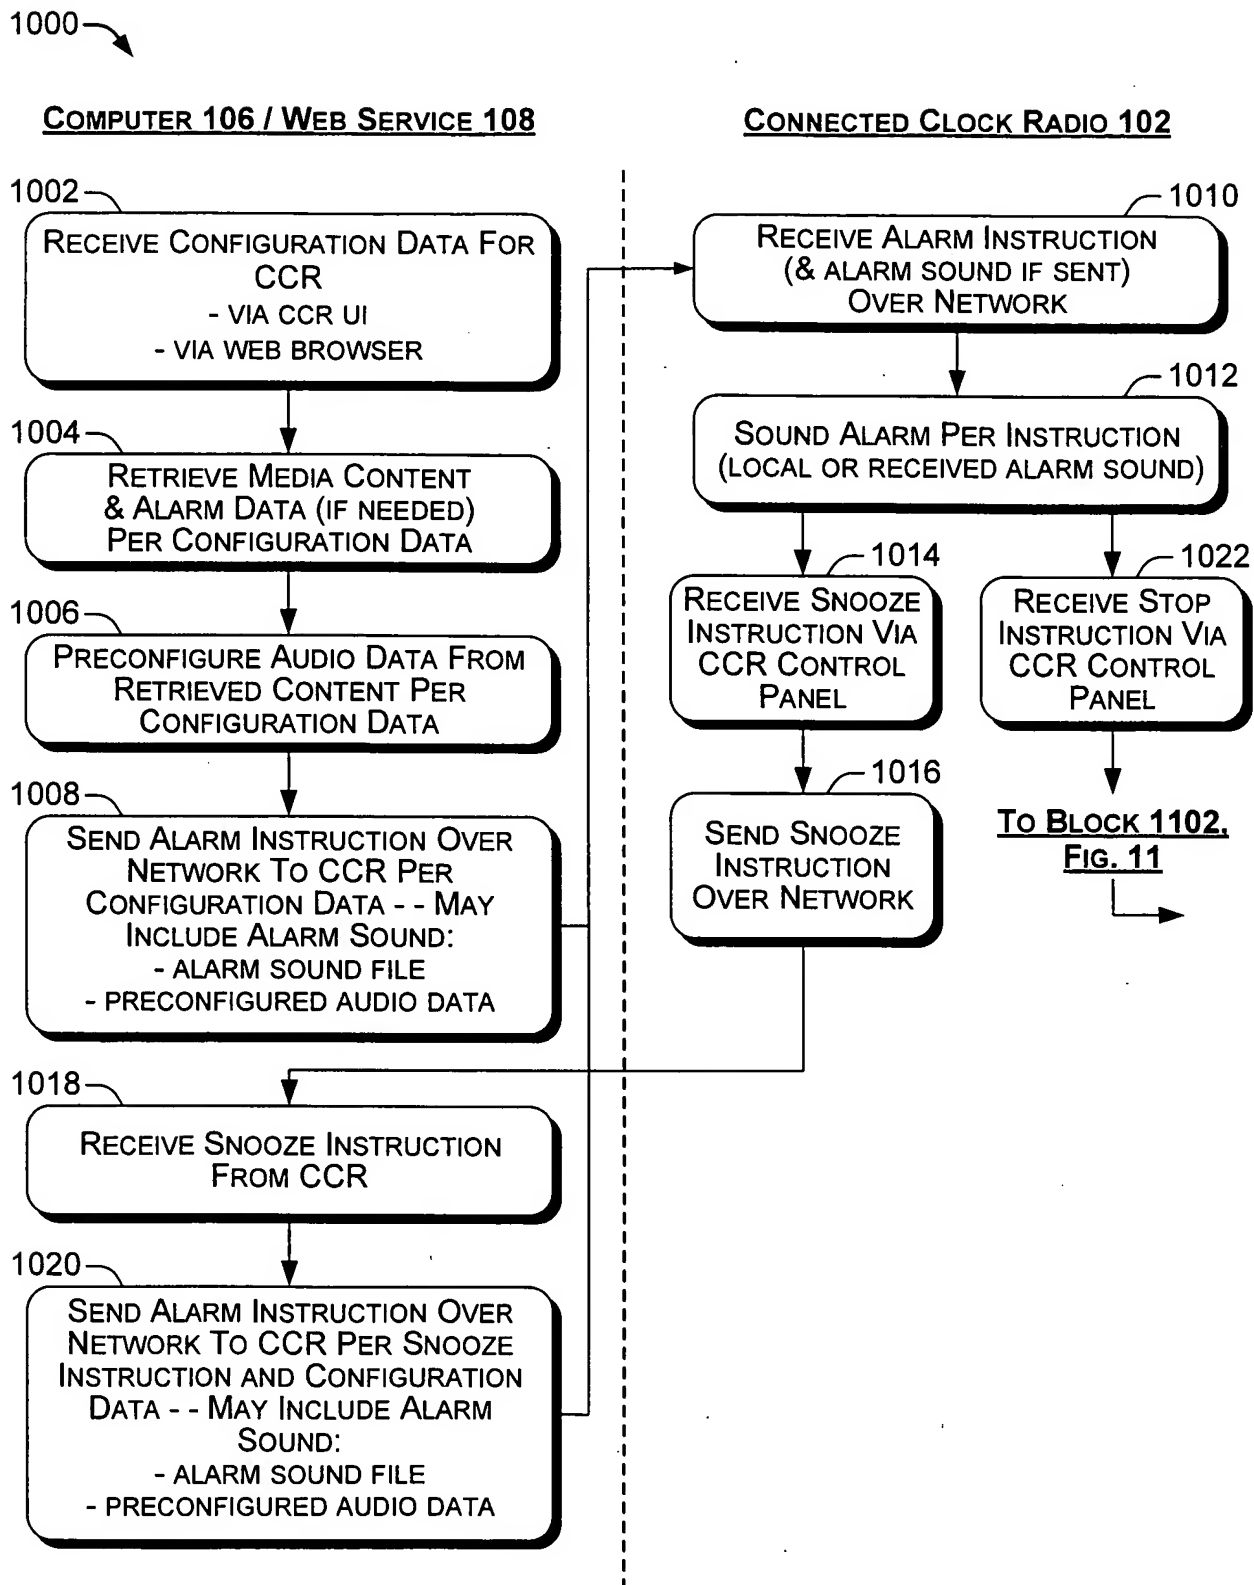 1000
COMPUTER 106 / WEB SERVICE 108
CONNECTED CLOCK RADIO 102
1002
RECEIVE CONFIGURATION DATA FOR
CCR
- VIA CCR UI
- VIA WEB BROWSER
1004
RETRIEVE MEDIA CONTENT
& ALARM DATA (IF NEEDED)
PER CONFIGURATION DATA
1006
PRECONFIGURE AUDIO DATA FROM
RETRIEVED CONTENT PER
CONFIGURATION DATA
1008
SEND ALARM INSTRUCTION OVER
NETWORK TO CCR PER
CONFIGURATION DATA - - MAY
INCLUDE ALARM SOUND:
- ALARM SOUND FILE
- PRECONFIGURED AUDIO DATA
1018
RECEIVE SNOOZE INSTRUCTION
FROM CCR
1020
SEND ALARM INSTRUCTION OVER
NETWORK TO CCR PER SNOOZE
INSTRUCTION AND CONFIGURATION
DATA - - MAY INCLUDE ALARM
SOUND:
- ALARM SOUND FILE
- PRECONFIGURED AUDIO DATA
1010
RECEIVE ALARM INSTRUCTION
(& ALARM SOUND IF SENT)
OVER NETWORK
1012
SOUND ALARM PER INSTRUCTION
(LOCAL OR RECEIVED ALARM SOUND)
1014
RECEIVE SNOOZE
INSTRUCTION VIA
CCR CONTROL
PANEL
1016
SEND SNOOZE
INSTRUCTION
OVER NETWORK
1022
RECEIVE STOP
INSTRUCTION VIA
CCR CONTROL
PANEL
TO BLOCK 1102,
FIG. 11